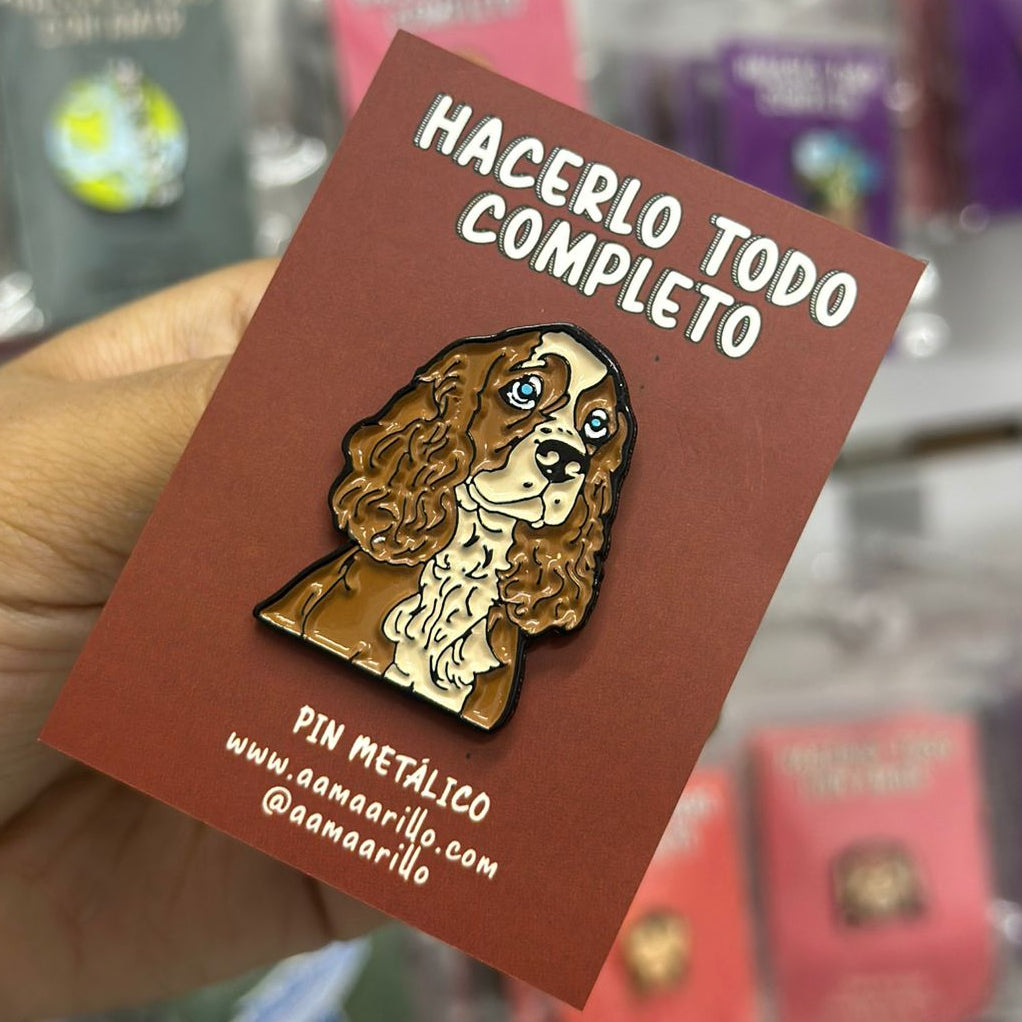 HACERLO TODO
COMPLETO
PIN METÁLICO
www.aamaarillo.com
@aamaarillo